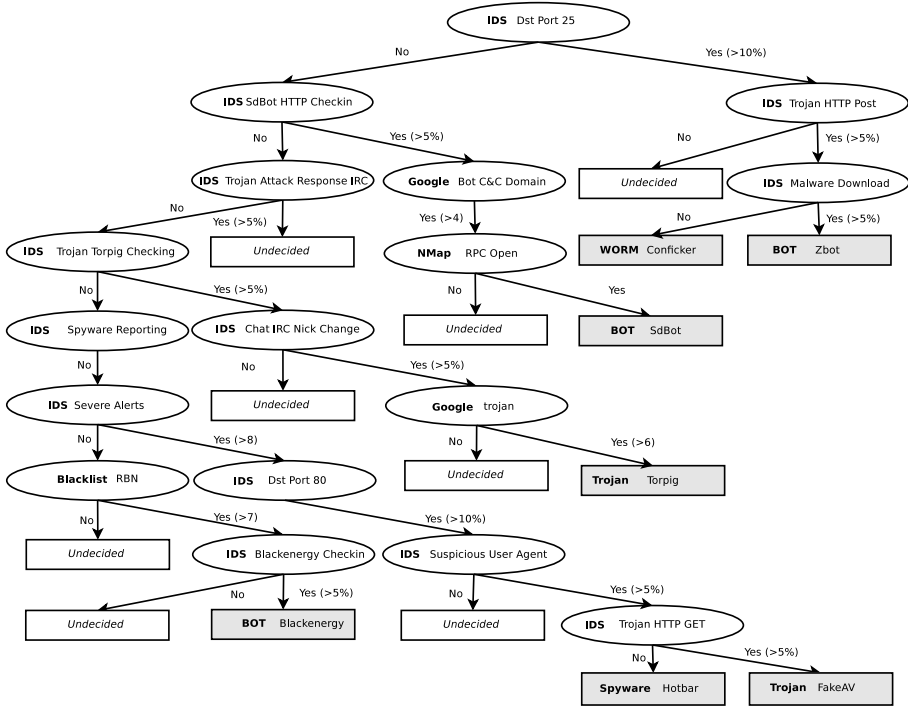 IDS Dst Port 25
No
Yes (>10%)
IDS SdBot HTTP Checkin
IDS Trojan HTTP Post
No
Yes (>5%)
No
Yes (>5%)
IDS Trojan Attack Response IRC
Google Bot C&C Domain
Undecided
IDS Malware Download
No
Yes (>5%)
Yes (>4)
No
Yes (>5%)
IDS Trojan Torpig Checking
Undecided
NMap RPC Open
WORM Conficker
BOT Zbot
No
Yes (>5%)
No
Yes
IDS Spyware Reporting
IDS Chat IRC Nick Change
Undecided
BOT SdBot
No
No
Yes (>5%)
IDS Severe Alerts
Undecided
Google trojan
No
Yes (>8)
No
Yes (>6)
Blacklist RBN
IDS Dst Port 80
Undecided
Trojan Torpig
No
Yes (>7)
Yes (>10%)
Undecided
IDS Blackenergy Checkin
IDS Suspicious User Agent
No
Yes (>5%)
No
Yes (>5%)
Undecided
BOT Blackenergy
Undecided
IDS Trojan HTTP GET
No
Yes (>5%)
Spyware Hotbar
Trojan FakeAV